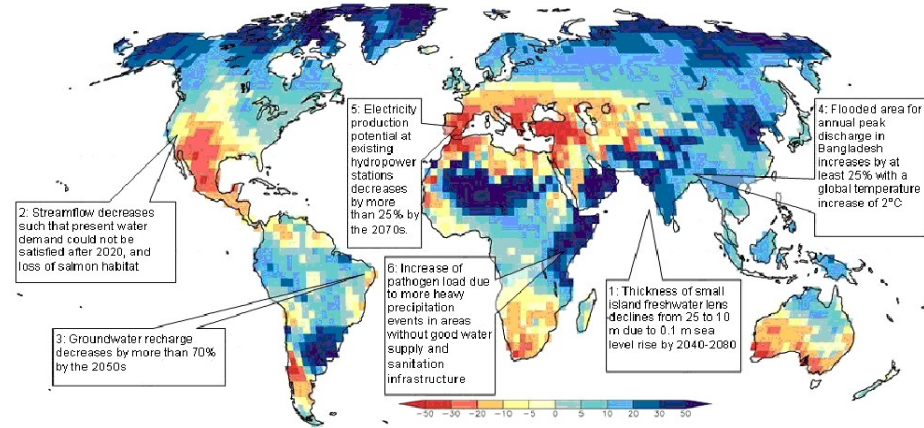 5: Electricity
production
potential at
existing
hydropower
stations
decreases
by more
than 25% by
the 2070s.
4: Flooded area for
annual peak
discharge in
Bangladesh
increases by at
least 25% with a
global temperature
increase of 2°C
2: Streamflow decreases
such that present water
demand could not be
satisfied after 2020, and
loss of salmon habitat
6: Increase of
pathogen load due to
more heavy
precipitation
events in areas
without good water
supply and
sanitation
infrastructure
1: Thickness of small
island freshwater lens
declines from 25 to 10
m due to 0.1 m sea
level rise by 2040-2080
3: Groundwater recharge
decreases by more than 70%
by the 2050s
-50 -30 -20 -10 -5 0 5 10 20 30 50